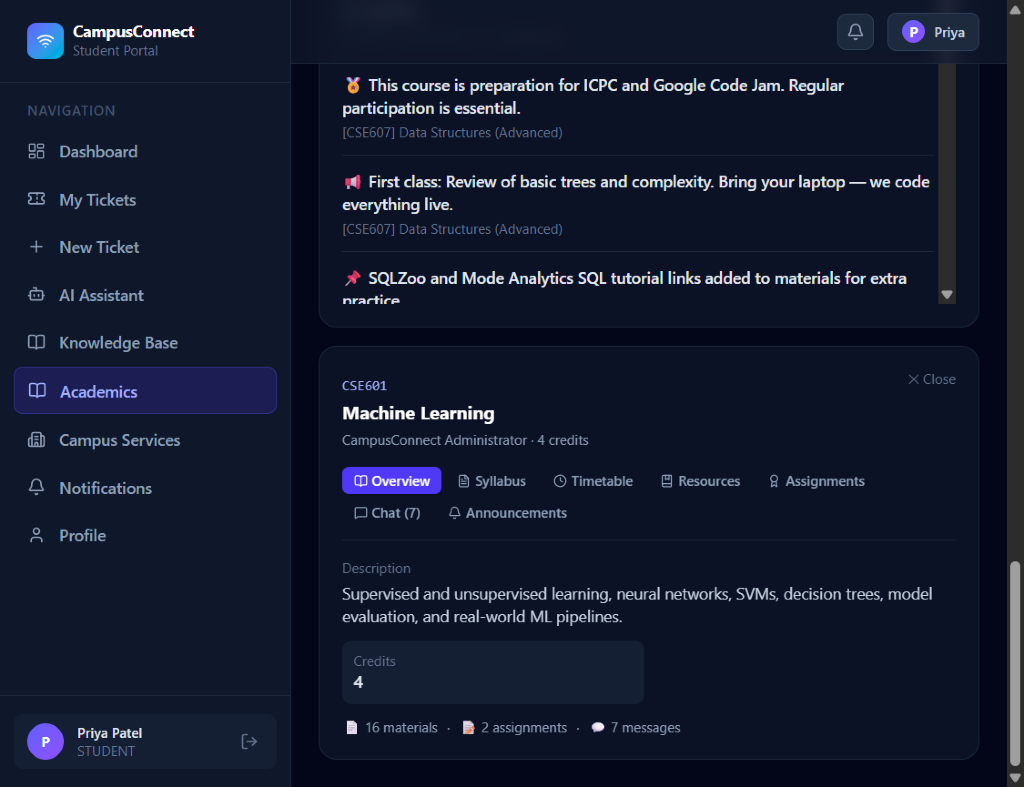 CampusConnect
Student Portal
NAVIGATION
Dashboard
My Tickets
New Ticket
AI Assistant
Knowledge Base
Academics
Campus Services
Notifications
Profile
P
Priya Patel
STUDENT
P
Priya
This course is preparation for ICPC and Google Code Jam. Regular
participation is essential.
[CSE607] Data Structures (Advanced)
First class: Review of basic trees and complexity. Bring your laptop — we code
everything live.
[CSE607] Data Structures (Advanced)
SQLZoo and Mode Analytics SQL tutorial links added to materials for extra
practice
CSE601
Close
Machine Learning
CampusConnect Administrator · 4 credits
Overview
Syllabus
Timetable
Resources
Assignments
Chat (7)
Announcements
Description
Supervised and unsupervised learning, neural networks, SVMs, decision trees, model
evaluation, and real-world ML pipelines.
Credits
4
16 materials · 2 assignments · 7 messages